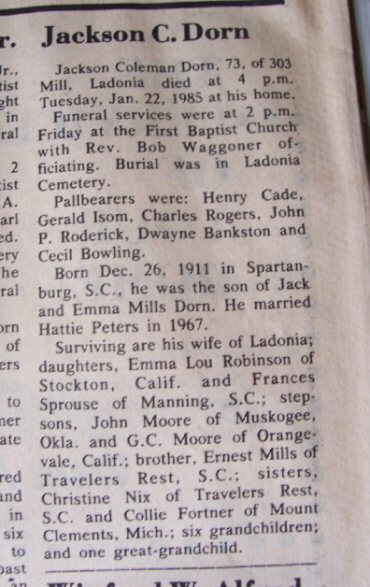 r. Jackson C. Dorn
Jackson Coleman Dorn, 73, of 303
Mill, Ladonia died at 4 p.m.
Tuesday, Jan. 22, 1985 at his home.
Funeral services were at 2 p.m.
Friday at the First Baptist Church
with Rev. Bob Waggoner of-
ficiating. Burial was in Ladonia
Cemetery.
Pallbearers were: Henry Cade,
Gerald Isom, Charles Rogers, John
P. Roderick, Dwayne Bankston and
Cecil Bowling.
Born Dec. 26, 1911 in Spartan-
burg, S.C., he was the son of Jack
and Emma Mills Dorn. He married
Hattie Peters in 1967.
Surviving are his wife of Ladonia;
daughters, Emma Lou Robinson of
Stockton, Calif. and Frances
Sprouse of Manning, S.C.; step-
sons, John Moore of Muskogee,
Okla. and G.C. Moore of Orange-
vale, Calif.; brother, Ernest Mills of
Travelers Rest, S.C.; sisters,
Christine Nix of Travelers Rest,
S.C. and Collie Fortner of Mount
Clements, Mich.; six grandchildren;
and one great-grandchild.